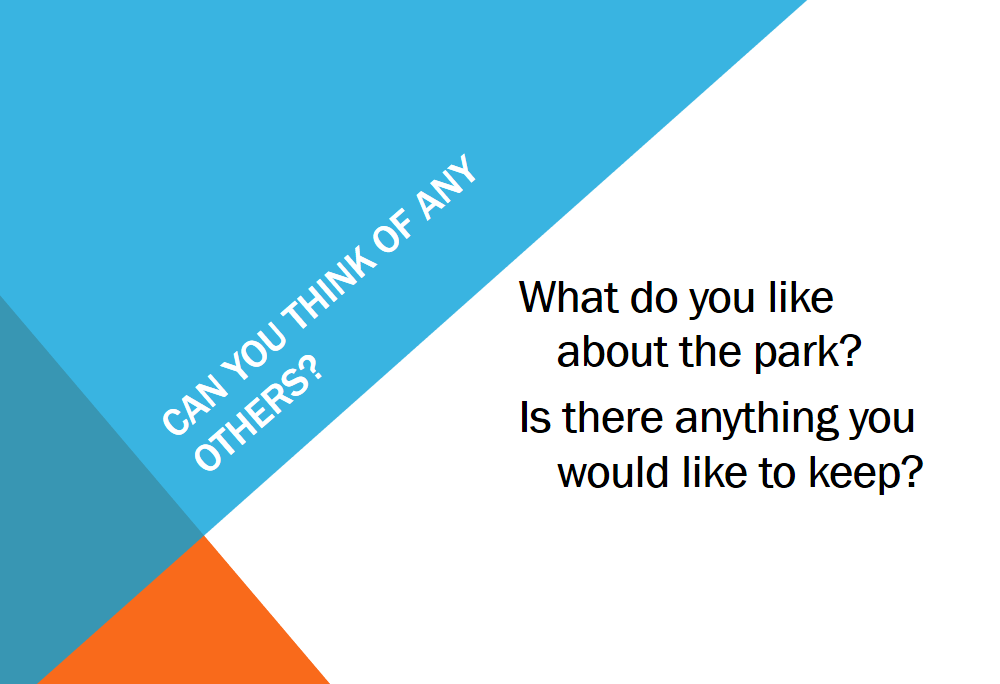 CAN YOU THINK OF ANY
OTHERS?
What do you like
about the park?
Is there anything you
would like to keep?